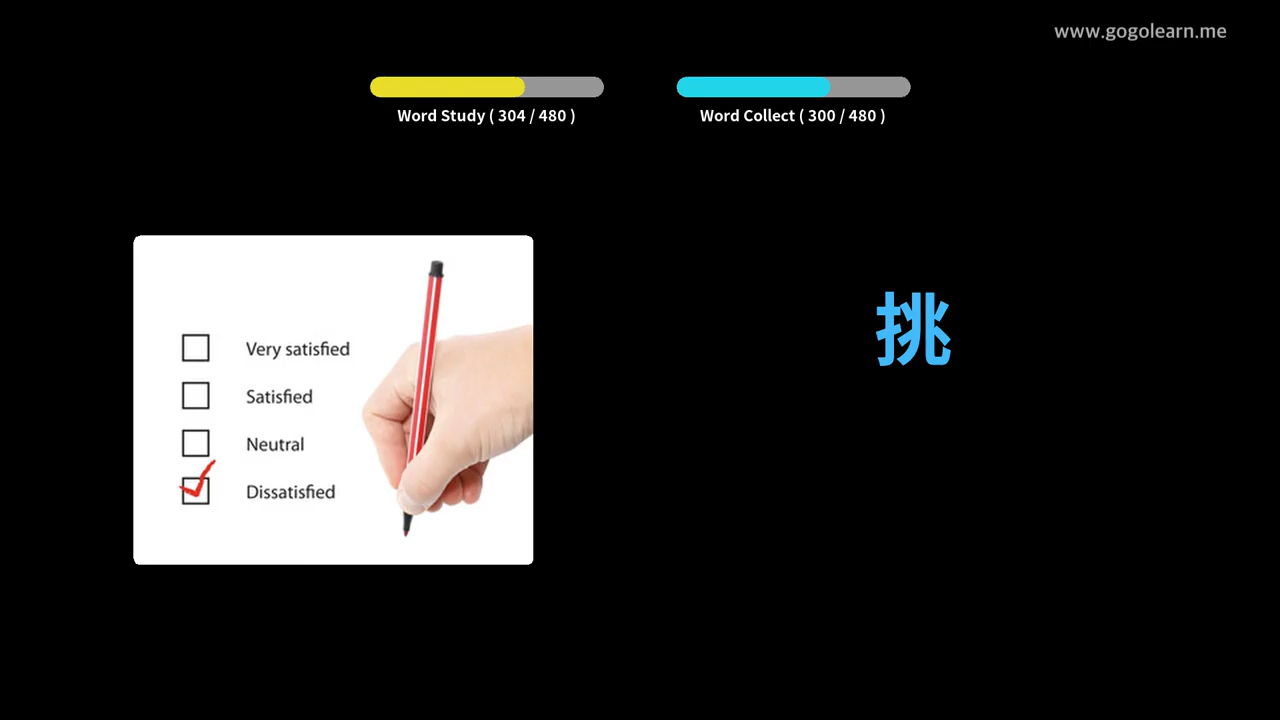 www.gogolearn.me
Word Study ( 304 / 480 )
Word Collect ( 300 / 480 )
Very satisfied
Satisfied
Neutral
Dissatisfied
挑